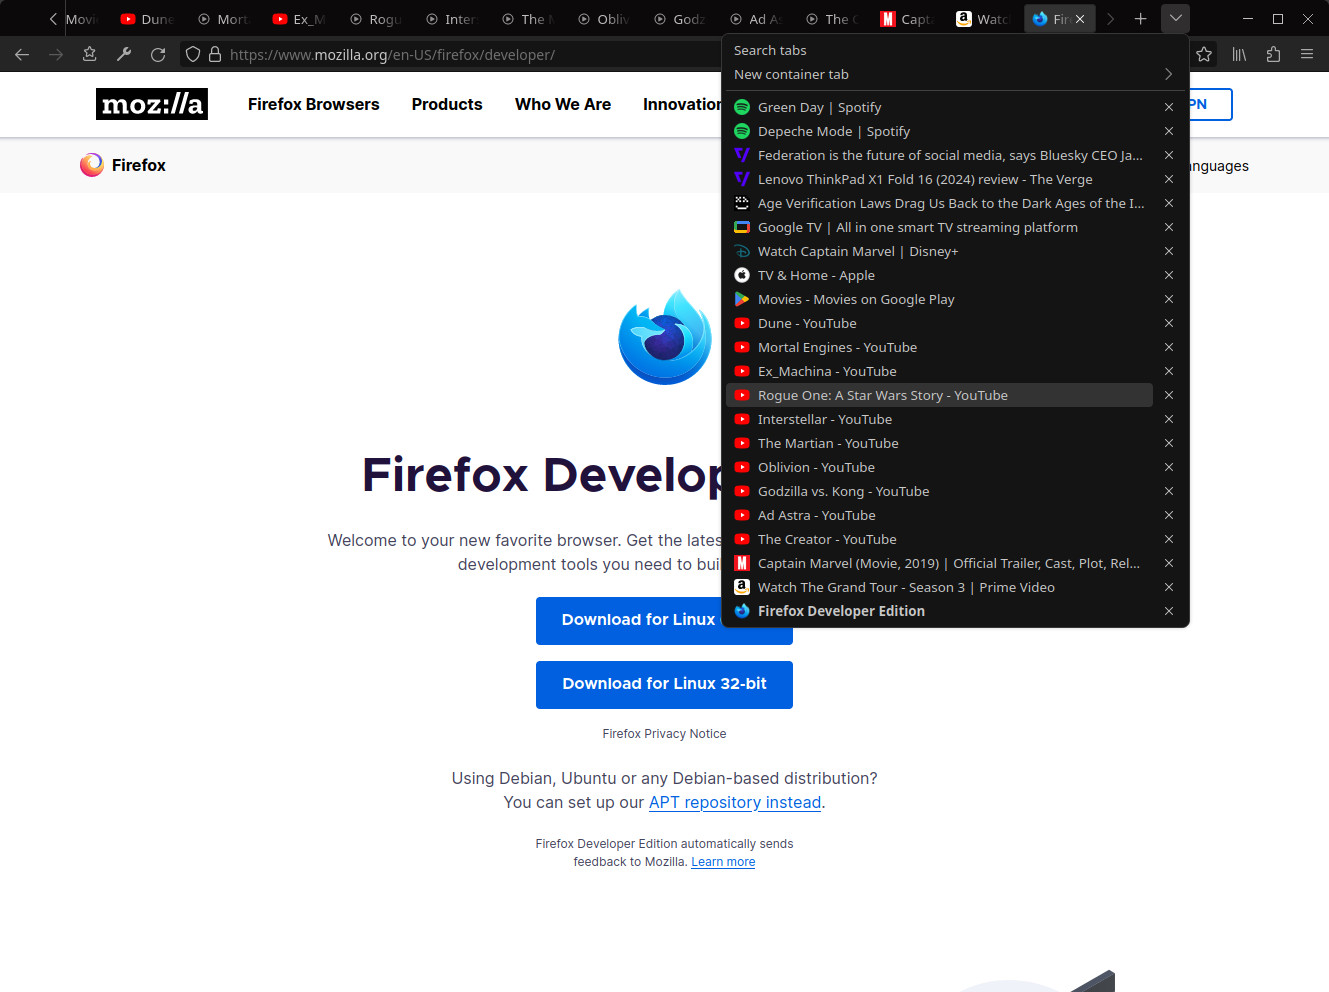 Movi
Dune
Mort
Ex_M
Rogu
Inter
The M
Obliv
Godz
Ad As
The C
Capta
Watch
Fir
https://www.mozilla.org/en-US/firefox/developer/
Search tabs
New container tab
moz://a
Firefox Browsers
Products
Who We Are
Innovation
PN
Firefox
anguages
Green Day | Spotify
Depeche Mode | Spotify
Federation is the future of social media, says Bluesky CEO Ja...
Lenovo ThinkPad X1 Fold 16 (2024) review - The Verge
Age Verification Laws Drag Us Back to the Dark Ages of the I...
Google TV | All in one smart TV streaming platform
Watch Captain Marvel | Disney+
TV & Home - Apple
Movies - Movies on Google Play
Dune - YouTube
Mortal Engines - YouTube
Ex_Machina - YouTube
Rogue One: A Star Wars Story - YouTube
Interstellar - YouTube
The Martian - YouTube
Oblivion - YouTube
Godzilla vs. Kong - YouTube
Ad Astra - YouTube
The Creator - YouTube
Captain Marvel (Movie, 2019) | Official Trailer, Cast, Plot, Rel...
Watch The Grand Tour - Season 3 | Prime Video
Firefox Developer Edition
Firefox Develop
Welcome to your new favorite browser. Get the lates
development tools you need to bui
Download for Linux
Download for Linux 32-bit
Firefox Privacy Notice
Using Debian, Ubuntu or any Debian-based distribution?
You can set up our APT repository instead.
Firefox Developer Edition automatically sends
feedback to Mozilla. Learn more